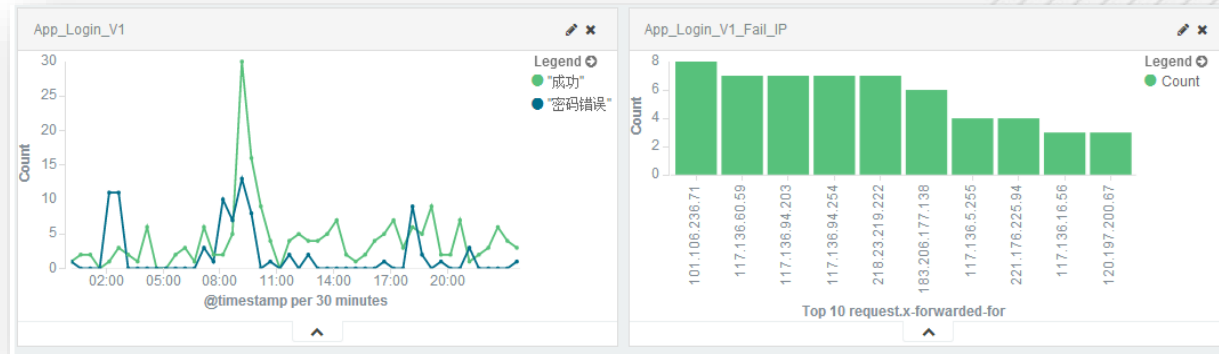 App_Login_V1
Legend
"成功"
"密码错误"
30
25
20
15
10
5
0
Count
02:00 05:00 08:00 11:00 14:00 17:00 20:00
@timestamp per 30 minutes
App_Login_V1_Fail_IP
Legend
Count
8
6
4
2
0
Count
101.106.236.71
117.136.60.59
117.136.94.203
117.136.94.254
218.223.219.222
183.206.177.138
117.136.5.255
221.176.225.94
117.136.16.56
120.197.200.67
Top 10 request.x-forwarded-for